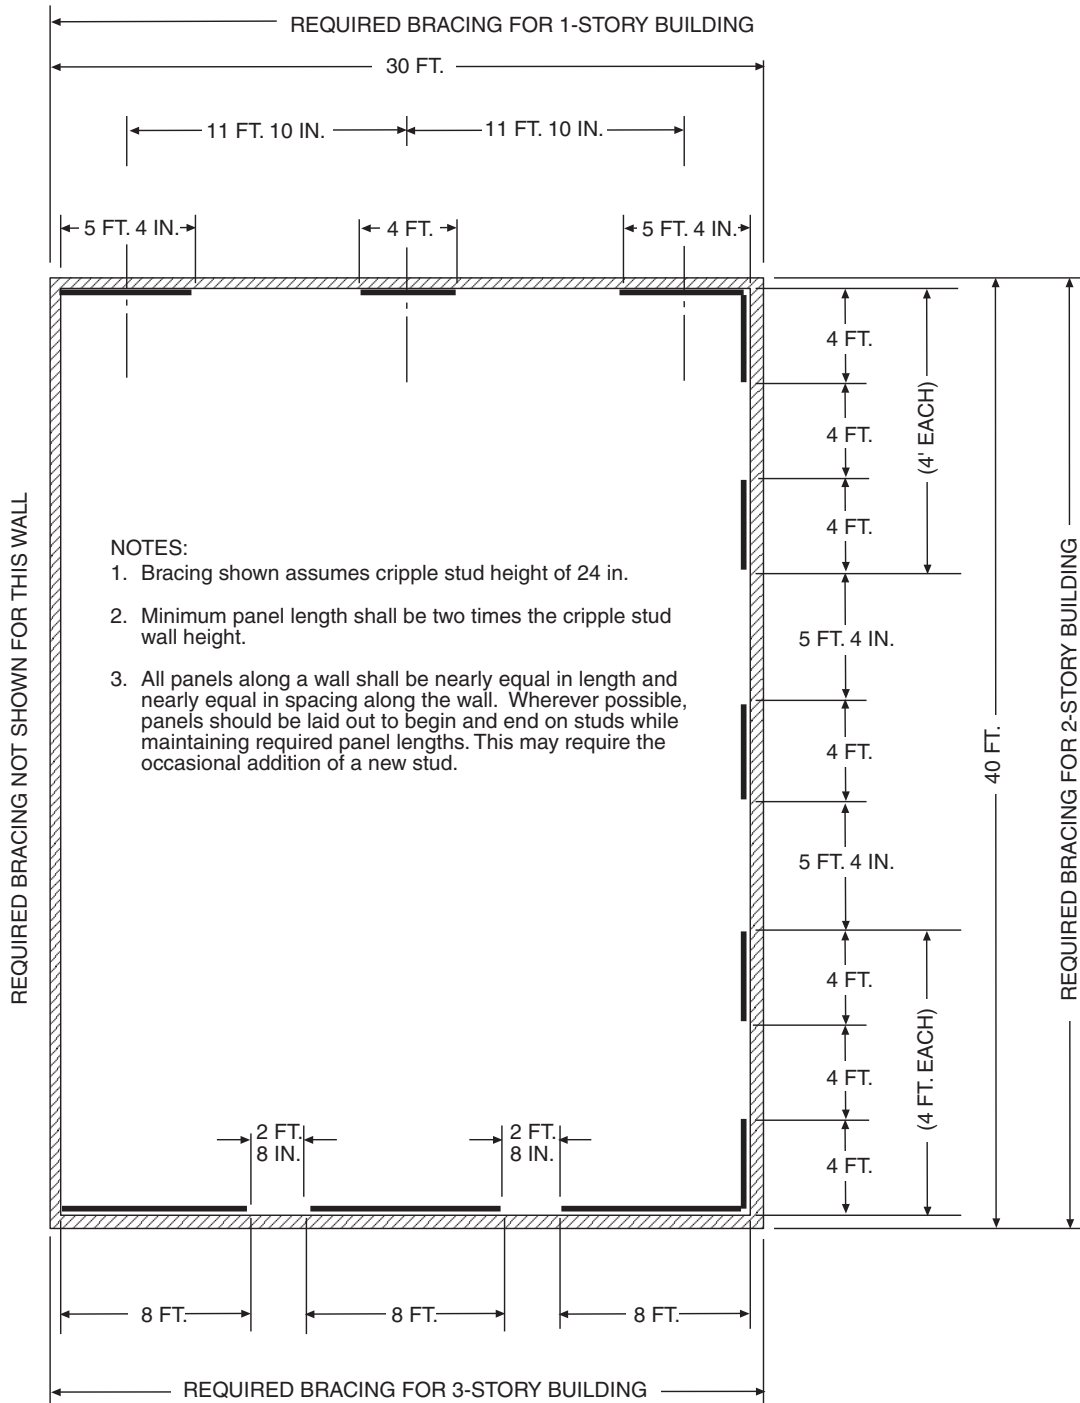 REQUIRED BRACING FOR 1-STORY BUILDING
30 FT.
11 FT. 10 IN.
11 FT. 10 IN.
5 FT. 4 IN.
4 FT.
5 FT. 4 IN.
4 FT.
(4' EACH)
4 FT.
4 FT.
5 FT. 4 IN.
4 FT.
5 FT. 4 IN.
4 FT.
4 FT.
(4 FT. EACH)
4 FT.
40 FT.
REQUIRED BRACING FOR 2-STORY BUILDING
REQUIRED BRACING NOT SHOWN FOR THIS WALL
NOTES:
1. Bracing shown assumes cripple stud height of 24 in.
2. Minimum panel length shall be two times the cripple stud
wall height.
3. All panels along a wall shall be nearly equal in length and
nearly equal in spacing along the wall. Wherever possible,
panels should be laid out to begin and end on studs while
maintaining required panel lengths. This may require the
occasional addition of a new stud.
2 FT.
8 IN.
2 FT.
8 IN.
8 FT.
8 FT.
8 FT.
REQUIRED BRACING FOR 3-STORY BUILDING